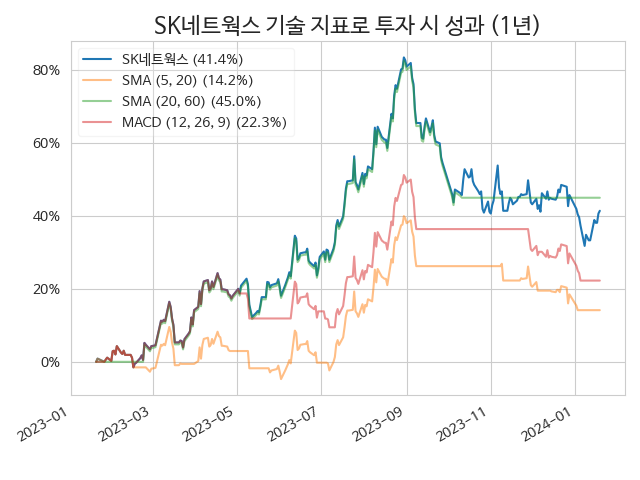 SK네트웍스 기술 지표로 투자 시 성과 (1년)
SK네트웍스 (41.4%)
SMA (5, 20) (14.2%)
SMA (20, 60) (45.0%)
MACD (12, 26, 9) (22.3%)
80%
60%
40%
20%
0%
2023-01
2023-03
2023-05
2023-07
2023-09
2023-11
2024-01